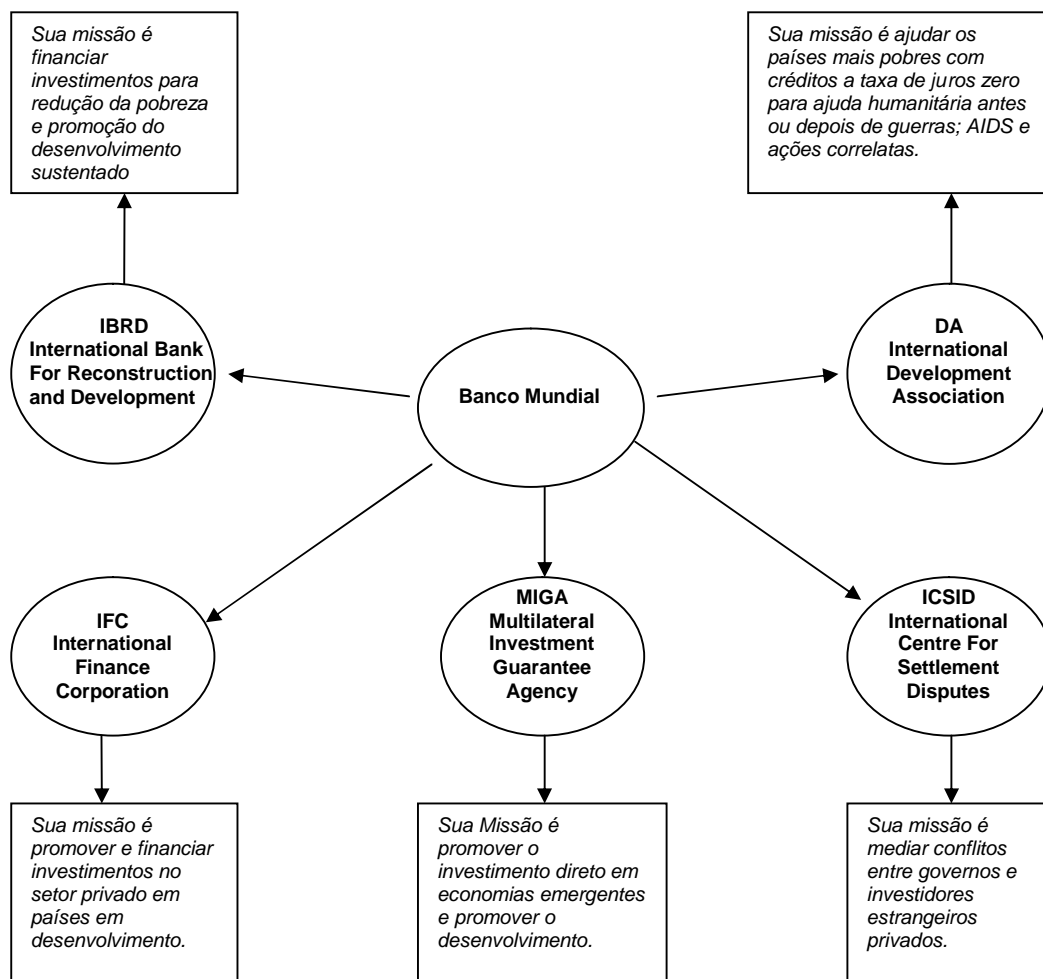 Sua missão é
financiar
investimentos para
redução da pobreza
e promoção do
desenvolvimento
sustentado
Sua missão é ajudar os
países mais pobres com
créditos a taxa de juros zero
para ajuda humanitária antes
ou depois de guerras; AIDS e
ações correlatas.
IBRD
International Bank
For Reconstruction
and Development
Banco Mundial
DA
International
Development
Association
IFC
International
Finance
Corporation
MIGA
Multilateral
Investment
Guarantee
Agency
ICSID
International
Centre For
Settlement
Disputes
Sua missão é
promover e financiar
investimentos no
setor privado em
países em
desenvolvimento.
Sua Missão é
promover o
investimento direto em
economias emergentes
e promover o
desenvolvimento.
Sua missão é
mediar conflitos
entre governos e
investidores
estrangeiros
privados.